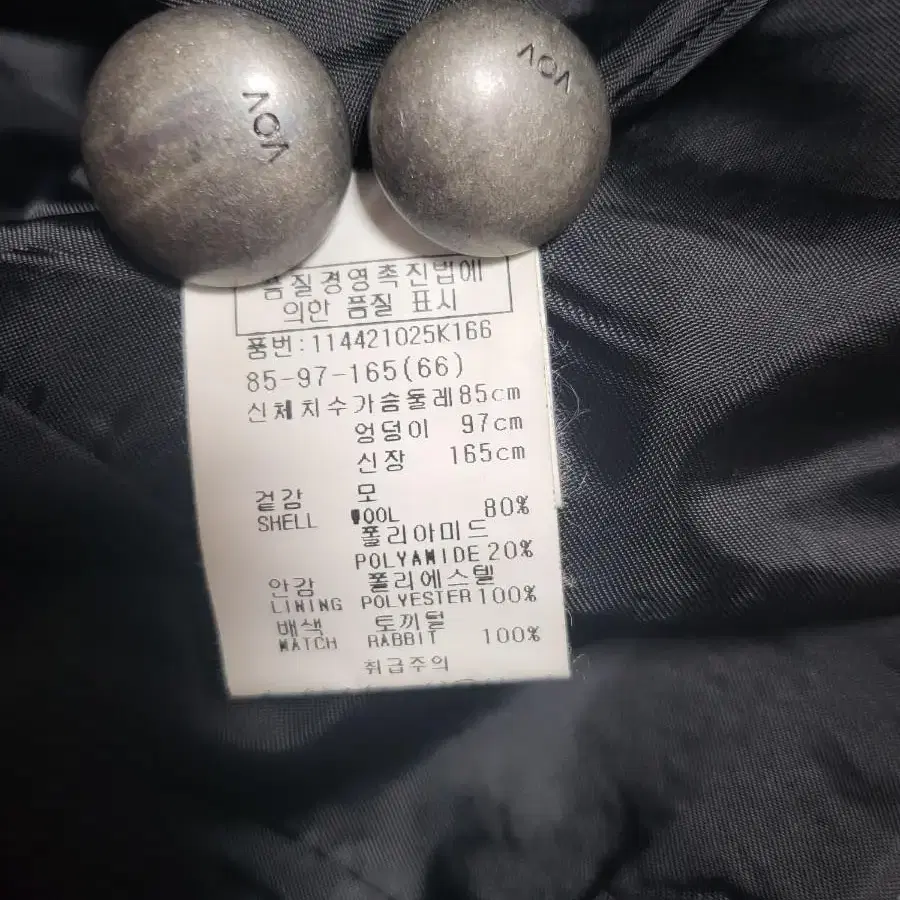 VOV
VOV
품질경영촉진법에
의한 품질 표시
품번:114421025K166
85-97-165(66)
신체치수가슴둘레85cm
엉덩이 97cm
신장 165cm
겉감 모
SHELL WOOL 80%
폴리아미드
POLYAMIDE 20%
안감 폴리에스텔
LINING POLYESTER 100%
배색 토끼털
MATCH RABBIT 100%
취급주의